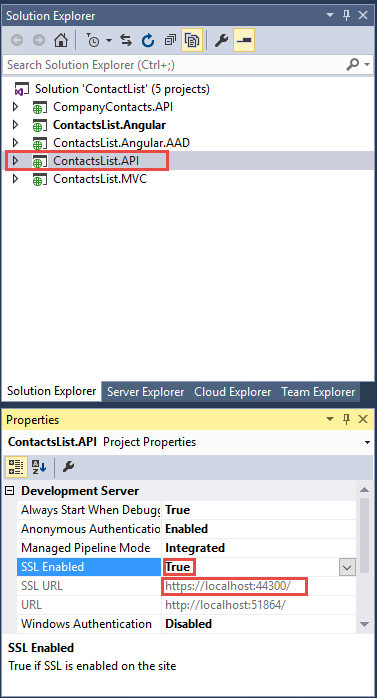 Solution Explorer
Search Solution Explorer (Ctrl+;)
Solution 'ContactList' (5 projects)
CompanyContacts.API
ContactsList.Angular
ContactsList.Angular.AAD
ContactsList.API
ContactsList.MVC
Solution Explorer Server Explorer Cloud Explorer Team Explorer
Properties
ContactsList.API Project Properties
Development Server
Always Start When Debugg True
Anonymous Authentication Enabled
Managed Pipeline Mode Integrated
SSL Enabled True
SSL URL https://localhost:44300/
URL http://localhost:51864/
Windows Authentication Disabled
SSL Enabled
True if SSL is enabled on the site